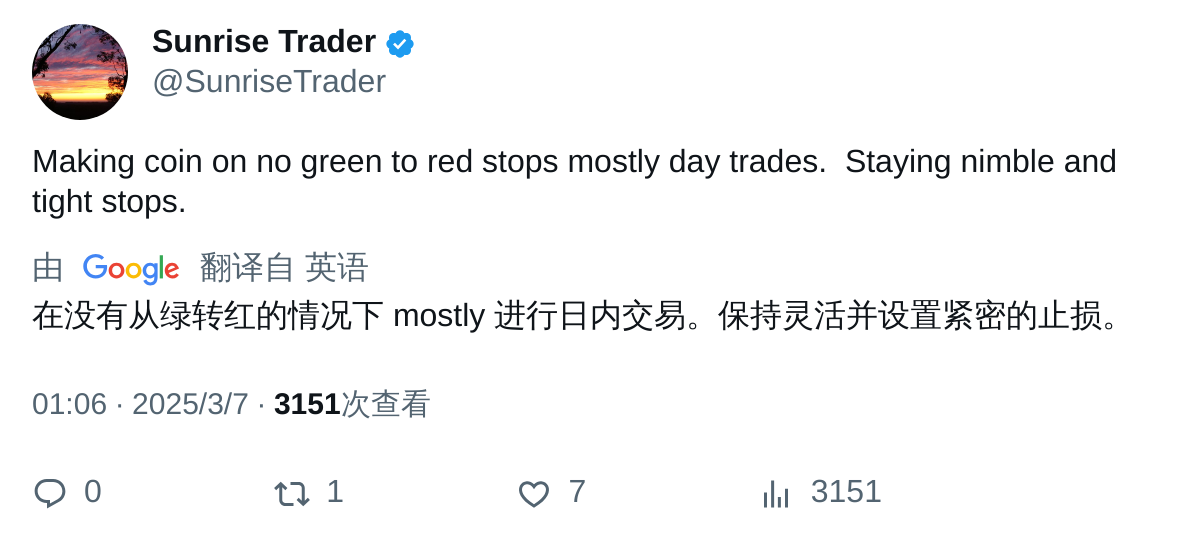 Sunrise Trader
@SunriseTrader
Making coin on no green to red stops mostly day trades.  Staying nimble and
tight stops.
由 Google 翻译自 英语
在没有从绿转红的情况下 mostly 进行日内交易。保持灵活并设置紧密的止损。
01:06 · 2025/3/7 · 3151次查看
0 1 7 3151